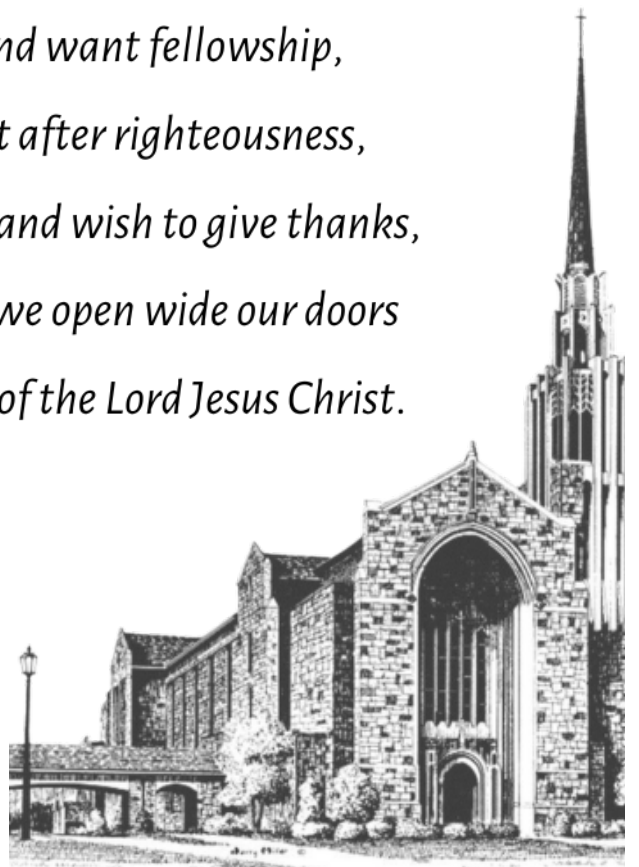 nd want fellowship,
t after righteousness,
and wish to give thanks,
we open wide our doors
of the Lord Jesus Christ.